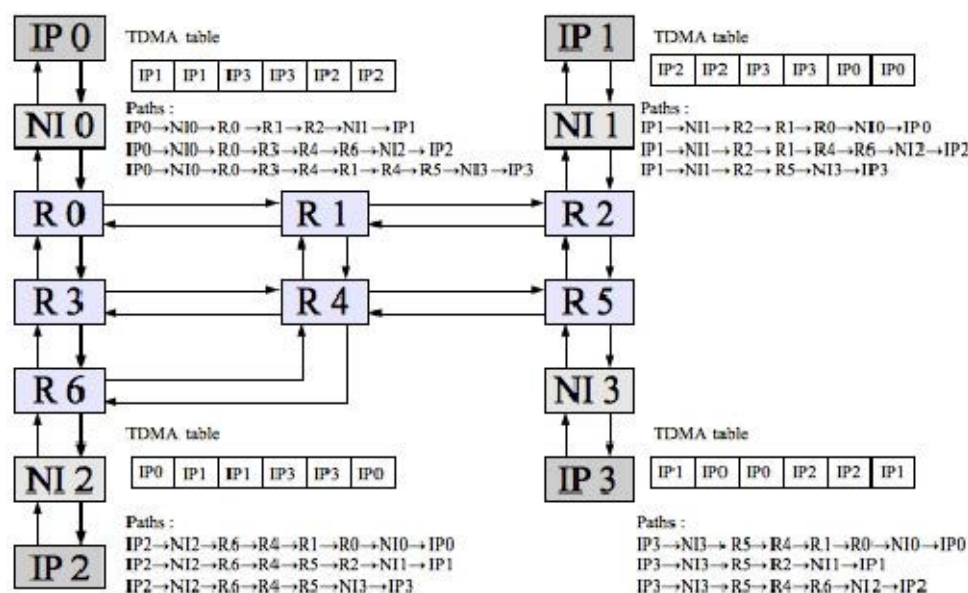 IP 0
TDMA table
IP1 IP1 IP3 IP3 IP2 IP2
Paths :
NI 0
IP0→NI0→R0→R1→R2→NI1→IP1
IP0→NI0→R0→R3→R4→R6→NI2→IP2
IP0→NI0→R0→R3→R4→R1→R4→R5→NI3→IP3
IP 1
TDMA table
IP2 IP2 IP3 IP3 IP0 IP0
Paths :
NI 1
IP1→NI1→R2→R1→R0→NI0→IP0
IP1→NI1→R2→R1→R4→R6→NI2→IP2
IP1→NI1→R2→R5→NI3→IP3
R 0
R 1
R 2
R 3
R 4
R 5
R 6
NI 3
TDMA table
IP0 IP1 IP1 IP3 IP3 IP0
NI 2
Paths :
IP2→NI2→R6→R4→R1→R0→NI0→IP0
IP2→NI2→R6→R4→R5→R2→NI1→IP1
IP2→NI2→R6→R4→R5→NI3→IP3
IP 2
TDMA table
IP 3
IP1 IPO IP0 IP2 IP2 IP1
Paths :
IP3→NI3→R5→R4→R1→R0→NI0→IP0
IP3→NI3→R5→R2→NI1→IP1
IP3→NI3→R5→R4→R6→NI2→IP2